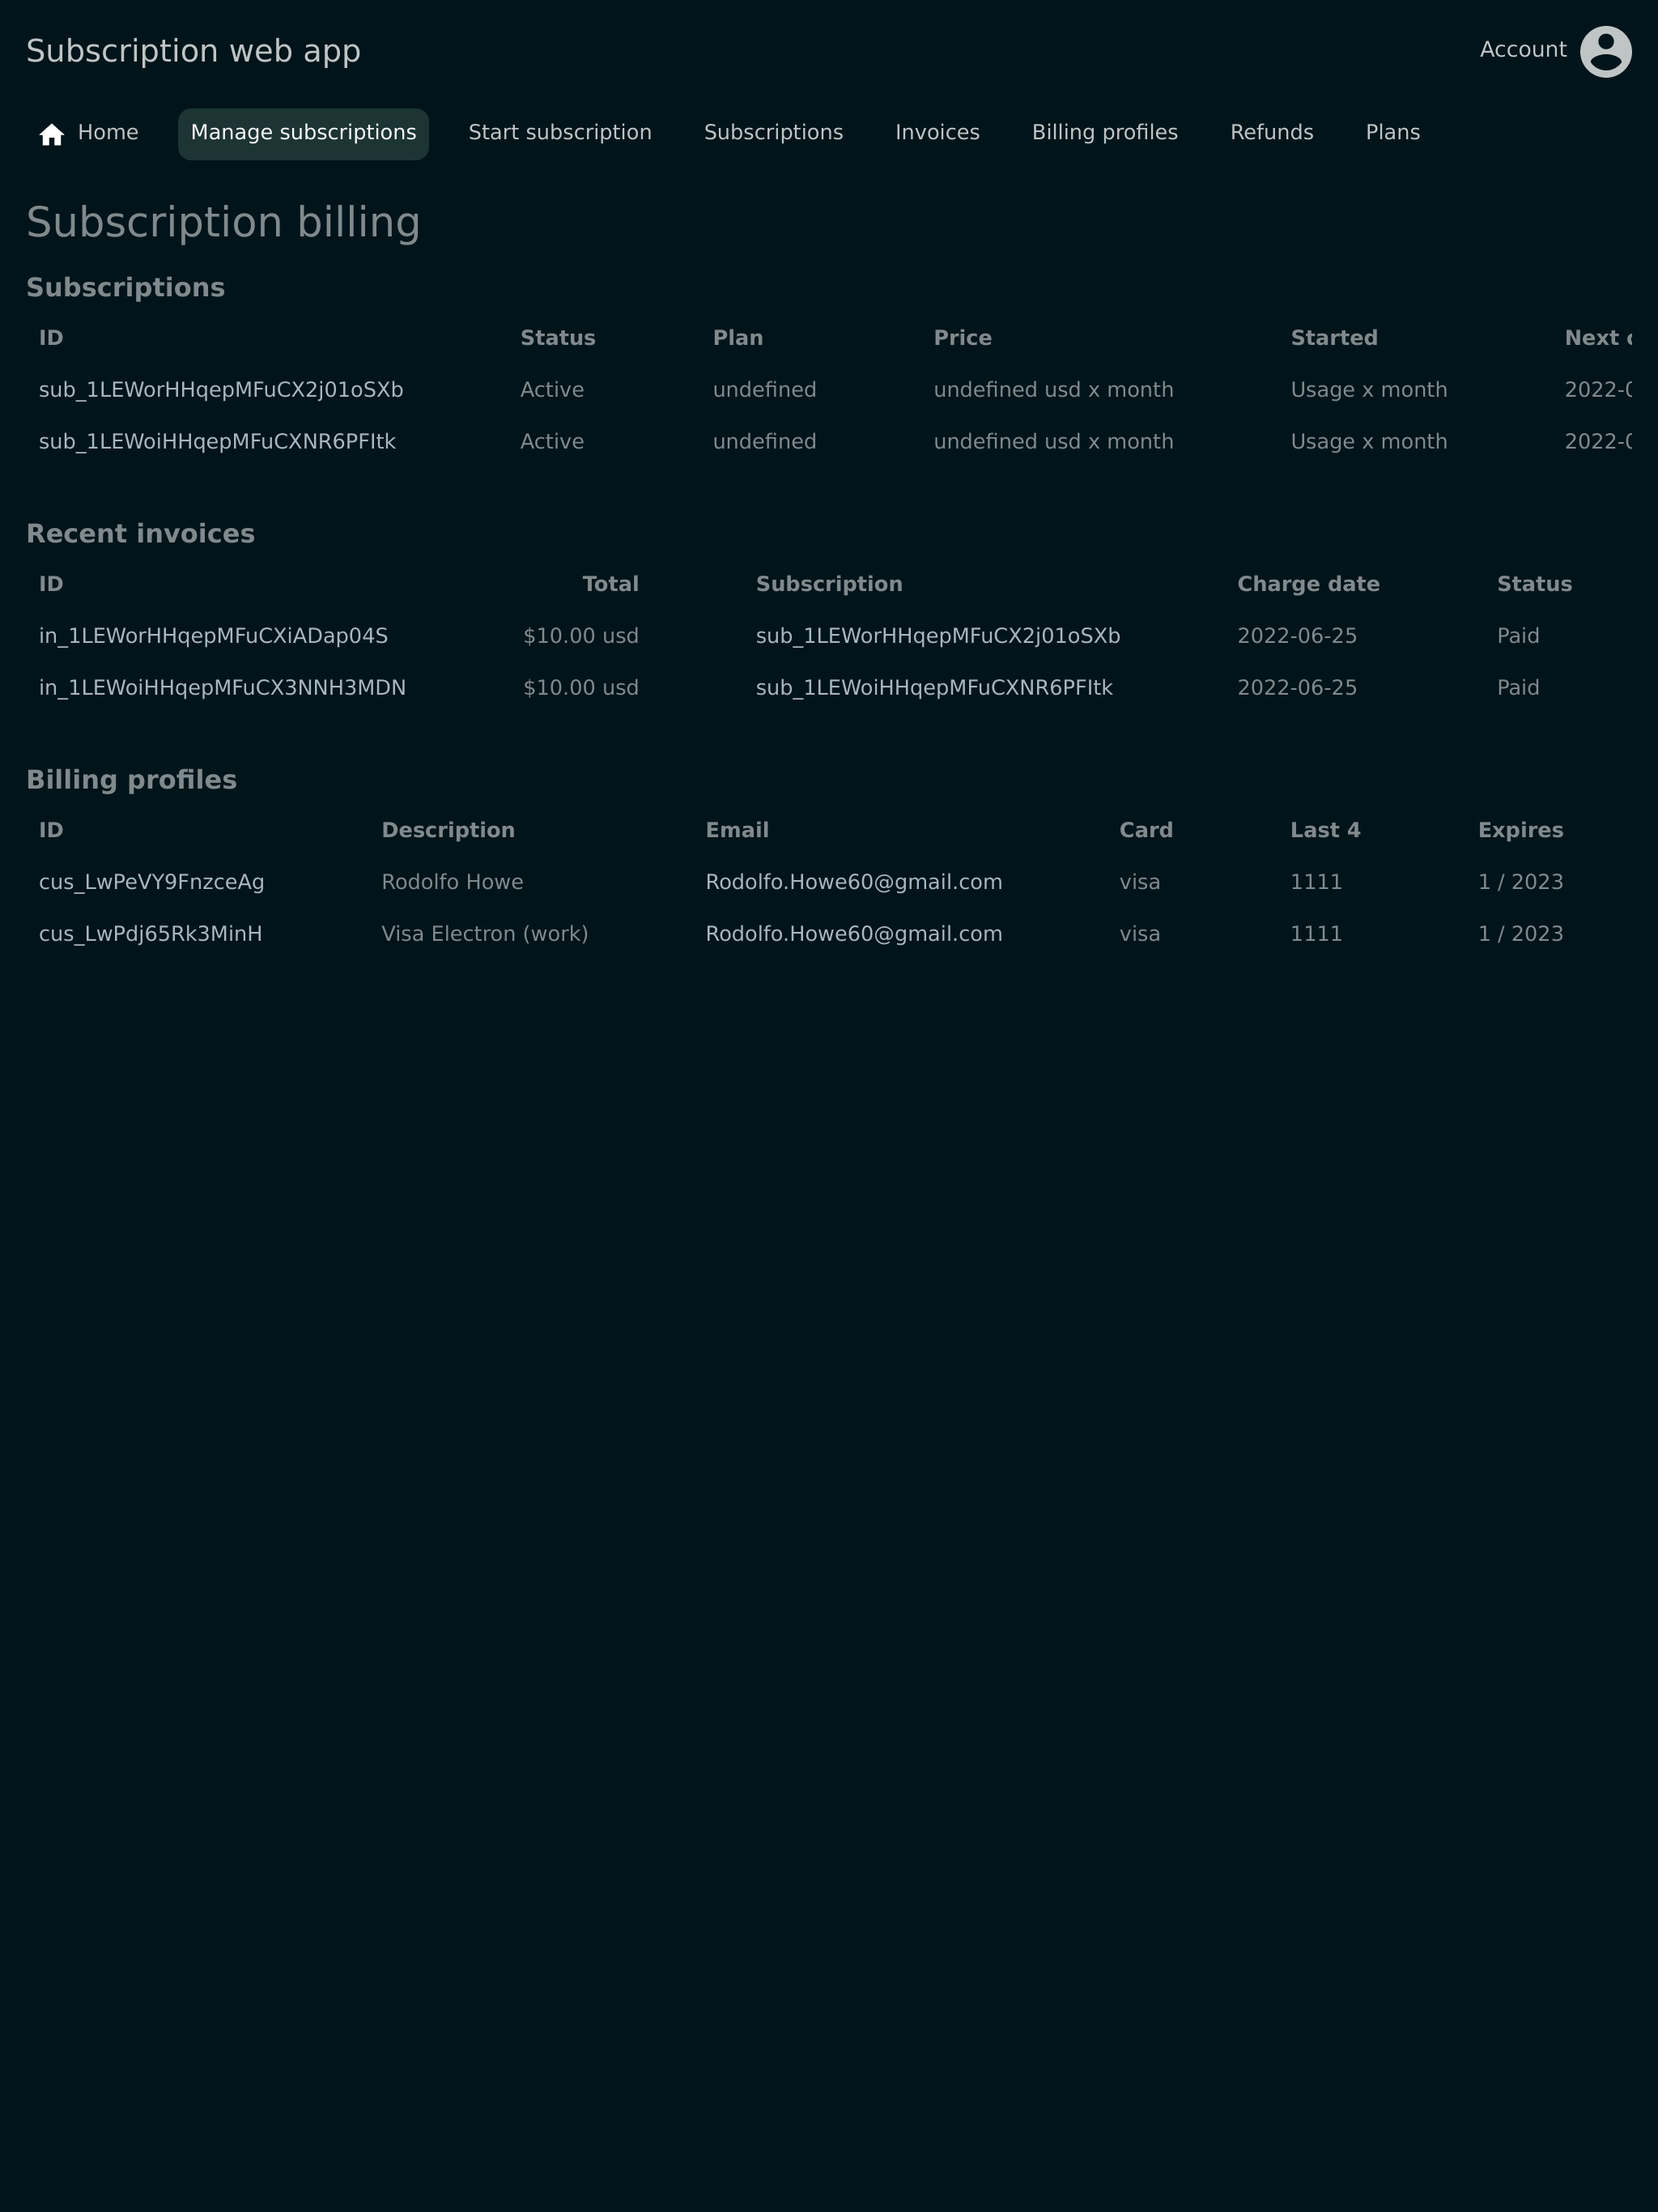 Subscription web app
Account
Home Manage subscriptions Start subscription Subscriptions Invoices Billing profiles Refunds Plans
Subscription billing
Subscriptions
ID Status Plan Price Started Next
sub_1LEWorHHqepMFuCX2j01oSXb Active undefined undefined usd x month Usage x month 2022-0
sub_1LEWoiHHqepMFuCXNR6PFItk Active undefined undefined usd x month Usage x month 2022-0
Recent invoices
ID Total Subscription Charge date Status
in_1LEWorHHqepMFuCXiADap04S $10.00 usd sub_1LEWorHHqepMFuCX2j01oSXb 2022-06-25 Paid
in_1LEWoiHHqepMFuCX3NNH3MDN $10.00 usd sub_1LEWoiHHqepMFuCXNR6PFItk 2022-06-25 Paid
Billing profiles
ID Description Email Card Last 4 Expires
cus_LwPeVY9FnzceAg Rodolfo Howe Rodolfo.Howe60@gmail.com visa 1111 1 / 2023
cus_LwPdj65Rk3MinH Visa Electron (work) Rodolfo.Howe60@gmail.com visa 1111 1 / 2023